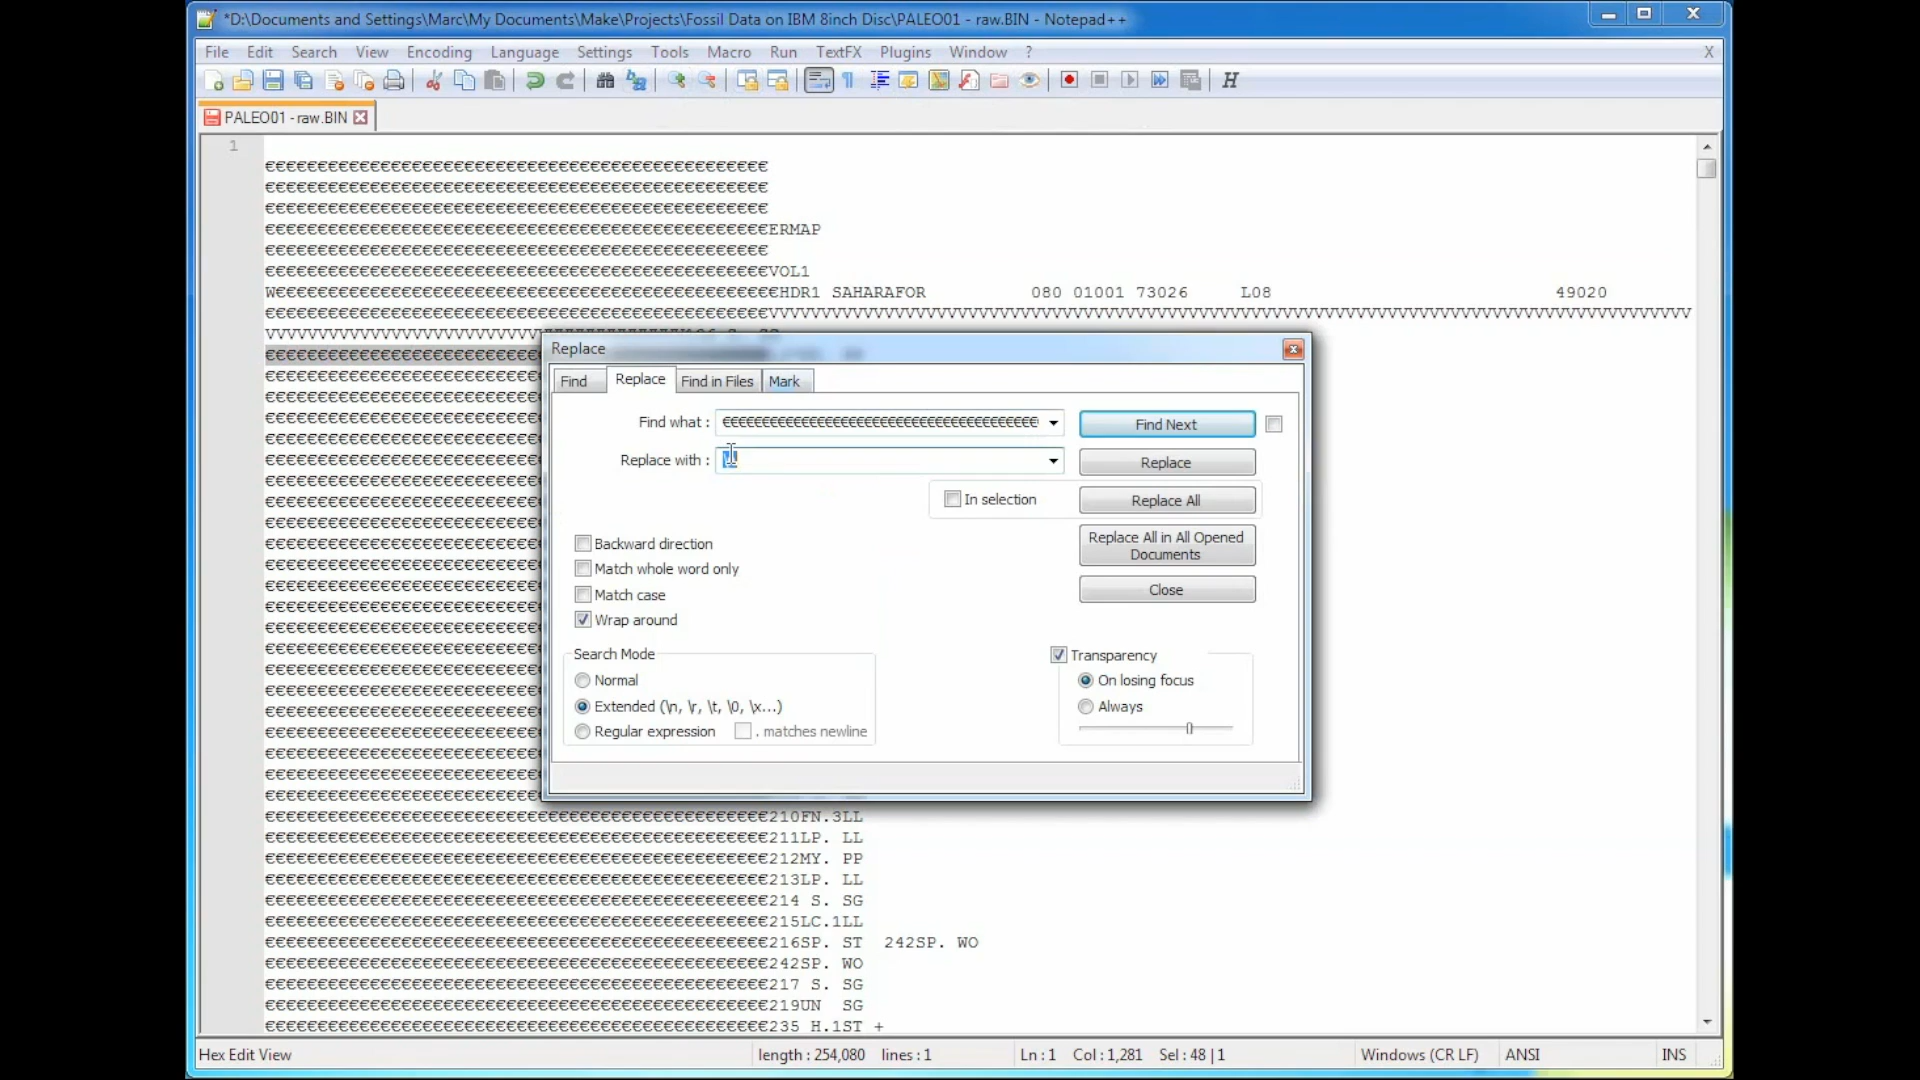 *D:\Documents and Settings\Marc\My Documents\Make\Projects\Fossil Data on IBM 8inch Disc\PALEO01 - raw.BIN - Notepad++
File Edit Search View Encoding Language Settings Tools Macro Run TextFX Plugins Window ? X
PALEO01 - raw.BIN
1
€€€€€€€€€€€€€€€€€€€€€€€€€€€€€€€€€€€€€€€€€€€€€€€€
€€€€€€€€€€€€€€€€€€€€€€€€€€€€€€€€€€€€€€€€€€€€€€€€
€€€€€€€€€€€€€€€€€€€€€€€€€€€€€€€€€€€€€€€€€€€€€€€€
€€€€€€€€€€€€€€€€€€€€€€€€€€€€€€€€€€€€€€€€€€€€€€€€ERMAP
€€€€€€€€€€€€€€€€€€€€€€€€€€€€€€€€€€€€€€€€€€€€€€€€
€€€€€€€€€€€€€€€€€€€€€€€€€€€€€€€€€€€€€€€€€€€€€€€€VOL1
W€€€€€€€€€€€€€€€€€€€€€€€€€€€€€€€€€€€€€€€€€€€€€€€€HDR1 SAHARAFOR 080 01001 73026 L08 49020
Replace
Find Replace Find in Files Mark
Find what : €€€€€€€€€€€€€€€€€€€€€€€€€€€€€€€€€€€€€€€€ Find Next
Replace with : Replace
In selection Replace All
Backward direction Replace All in All Opened Documents
Match whole word only
Match case Close
Wrap around
Search Mode Transparency
Normal On losing focus
Extended (\n, \r, \t, \0, \x...) Always
Regular expression . matches newline
€€€€€€€€€€€€€€€€€€€€€€€€€€€€€€€€€€€€€€€€€€€€€€€€210FN.3LL
€€€€€€€€€€€€€€€€€€€€€€€€€€€€€€€€€€€€€€€€€€€€€€€€211LP. LL
€€€€€€€€€€€€€€€€€€€€€€€€€€€€€€€€€€€€€€€€€€€€€€€€212MY. PP
€€€€€€€€€€€€€€€€€€€€€€€€€€€€€€€€€€€€€€€€€€€€€€€€213LP. LL
€€€€€€€€€€€€€€€€€€€€€€€€€€€€€€€€€€€€€€€€€€€€€€€€214 S. SG
€€€€€€€€€€€€€€€€€€€€€€€€€€€€€€€€€€€€€€€€€€€€€€€€215LC.1LL
€€€€€€€€€€€€€€€€€€€€€€€€€€€€€€€€€€€€€€€€€€€€€€€€216SP. ST 242SP. WO
€€€€€€€€€€€€€€€€€€€€€€€€€€€€€€€€€€€€€€€€€€€€€€€€242SP. WO
€€€€€€€€€€€€€€€€€€€€€€€€€€€€€€€€€€€€€€€€€€€€€€€€217 S. SG
€€€€€€€€€€€€€€€€€€€€€€€€€€€€€€€€€€€€€€€€€€€€€€€€219UN SG
€€€€€€€€€€€€€€€€€€€€€€€€€€€€€€€€€€€€€€€€€€€€€€€€235 H.1ST +
Hex Edit View length : 254,080 lines : 1 Ln : 1 Col : 1,281 Sel : 48 | 1 Windows (CR LF) ANSI INS